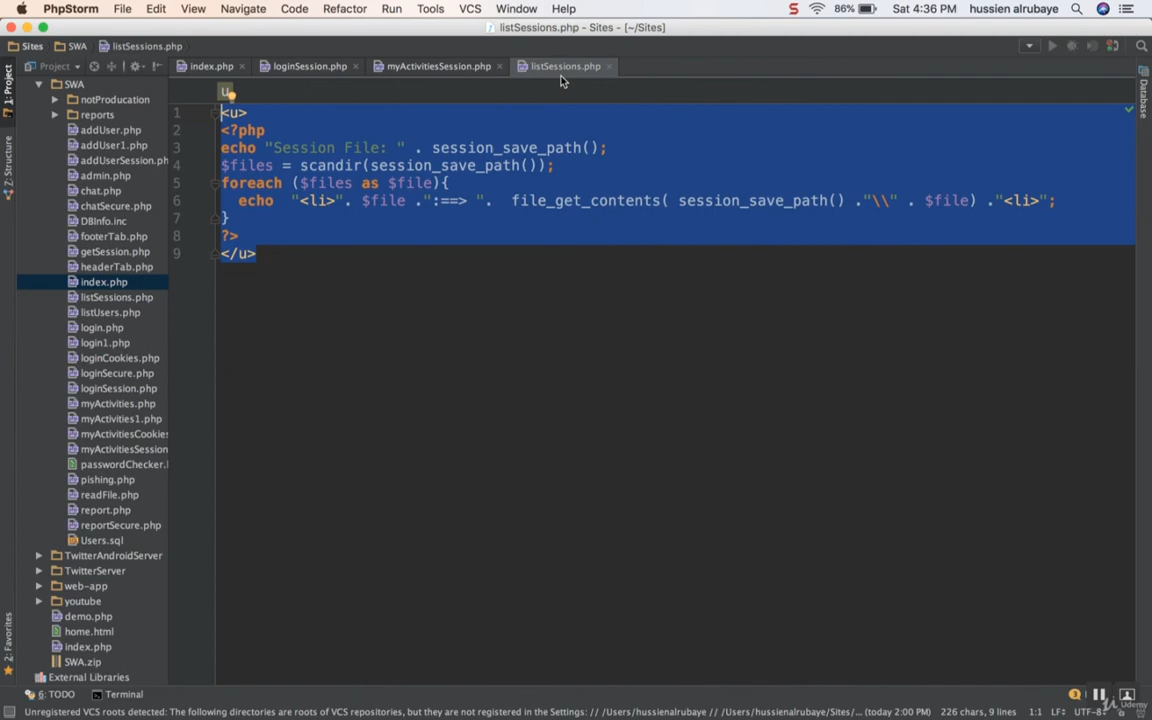 PhpStorm File Edit View Navigate Code Refactor Run Tools VCS Window Help S 86% Sat 4:36 PM hussien alrubaye
listSessions.php - Sites - [~/Sites]
Sites SWA listSessions.php
Project index.php loginSession.php myActivitiesSession.php listSessions.php
1: Project
Z: Structure
2: Favorites
Database
SWA
notProducation
reports
addUser.php
addUser1.php
addUserSession.ph
admin.php
chat.php
chatSecure.php
DBInfo.inc
footerTab.php
getSession.php
headerTab.php
index.php
listSessions.php
listUsers.php
login.php
login1.php
loginCookies.php
loginSecure.php
loginSession.php
myActivities.php
myActivities1.php
myActivitiesCookie
myActivitiesSession
passwordChecker.
pishing.php
readFile.php
report.php
reportSecure.php
Users.sql
TwitterAndroidServer
TwitterServer
web-app
youtube
demo.php
home.html
index.php
SWA.zip
External Libraries
u
1 <u>
2 <?php
3 echo "Session File: " . session_save_path();
4 $files = scandir(session_save_path());
5 foreach ($files as $file){
6 echo "<li>". $file .":==> ". file_get_contents( session_save_path() ."\\" . $file) ."<li>";
7 }
8 ?>
9 </u>
6: TODO Terminal
Unregistered VCS roots detected: The following directories are roots of VCS repositories, but they are not registered in the Settings: // /Users/hussienalrubaye // /Users/hussienalrubaye/Sites/... (today 2:00 PM) 226 chars, 9 lines 1:1 LF÷ UTF-8
Udemy